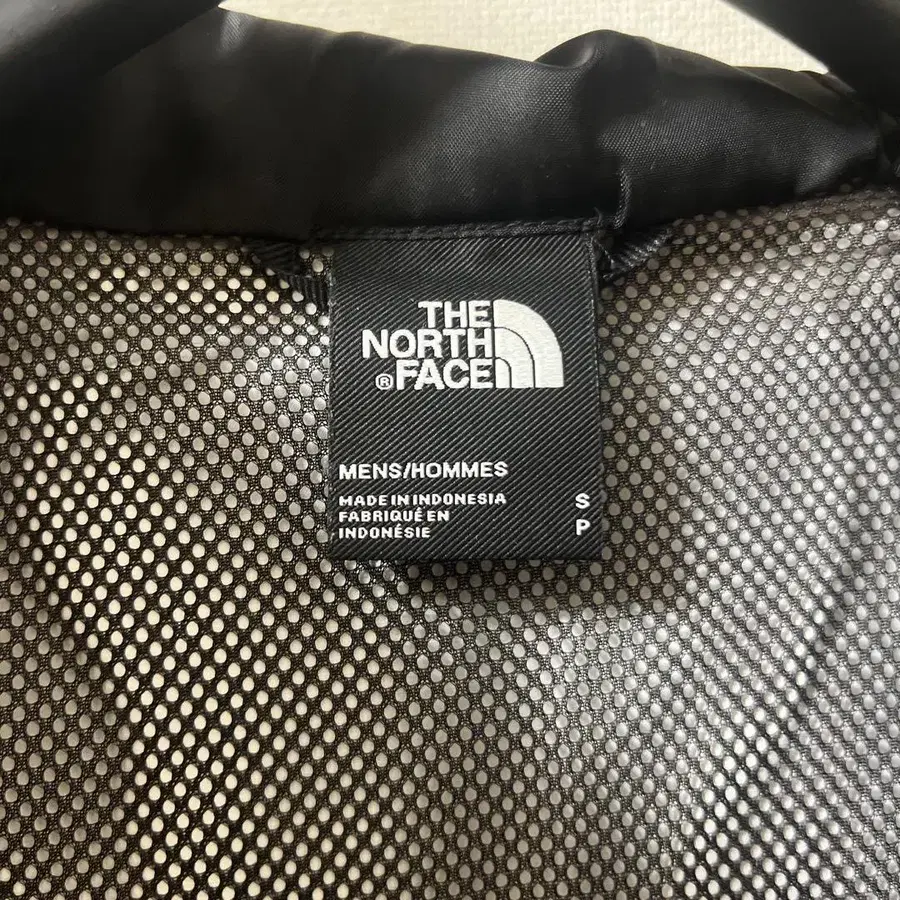 THE
NORTH
®FACE
MENS/HOMMES
MADE IN INDONESIA S
FABRIQUÉ EN P
INDONÉSIE